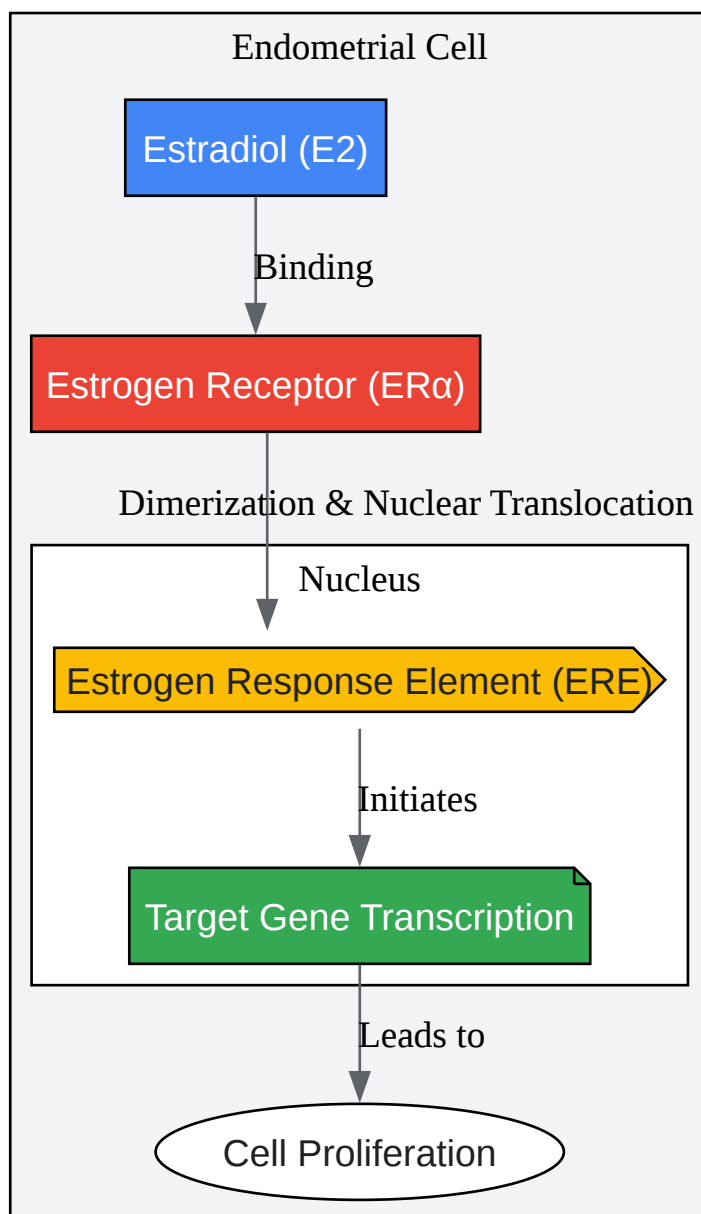 Endometrial Cell
Estradiol (E2)
Binding
Estrogen Receptor (ERα)
Dimerization & Nuclear Translocation
Nucleus
Estrogen Response Element (ERE)
Initiates
Target Gene Transcription
Leads to
Cell Proliferation